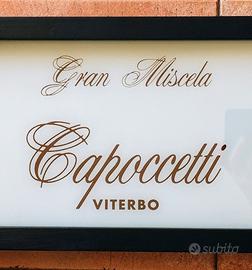 Gran Miscela
Capoccetti
VITERBO
subito